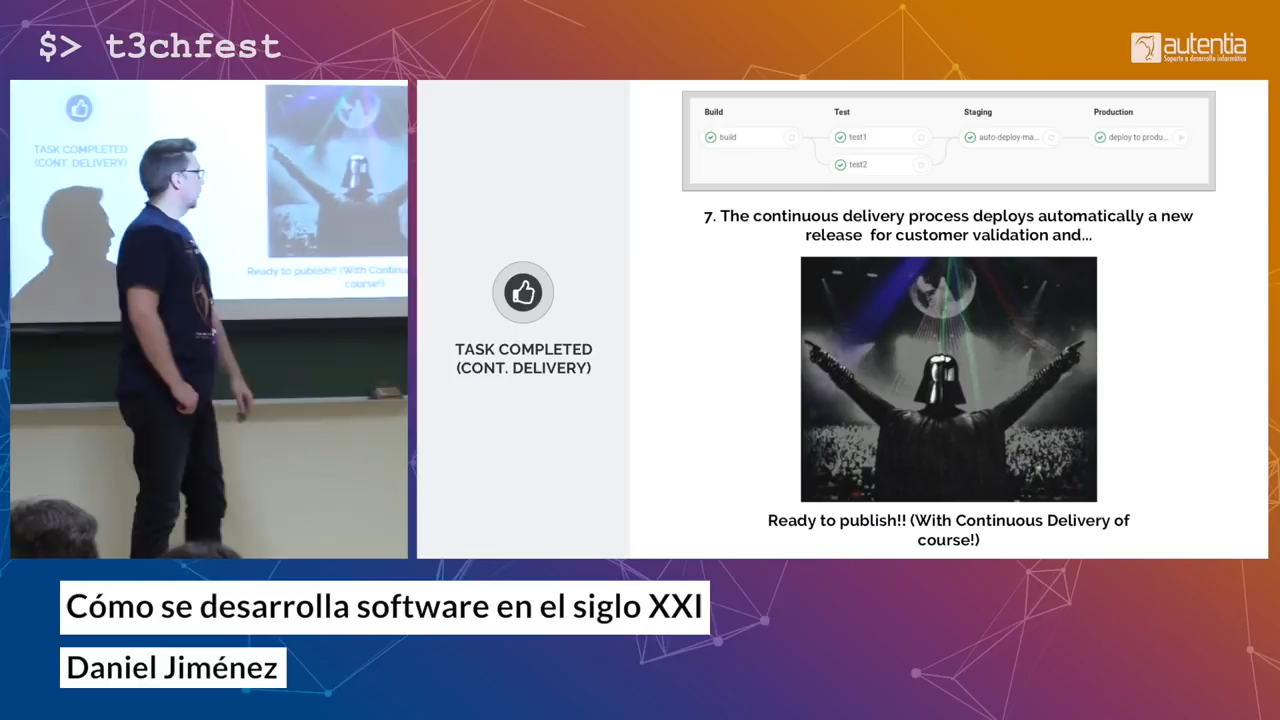 $> t3chfest
autentia
Soporte a desarrollo informático
TASK COMPLETED
(CONT. DELIVERY)
Ready to publish!! (With Continu
course!)
Build
Test
Staging
Production
build
test1
auto-deploy-ma...
deploy to produ...
test2
7. The continuous delivery process deploys automatically a new
release for customer validation and...
TASK COMPLETED
(CONT. DELIVERY)
Ready to publish!! (With Continuous Delivery of
course!)
Cómo se desarrolla software en el siglo XXI
Daniel Jiménez